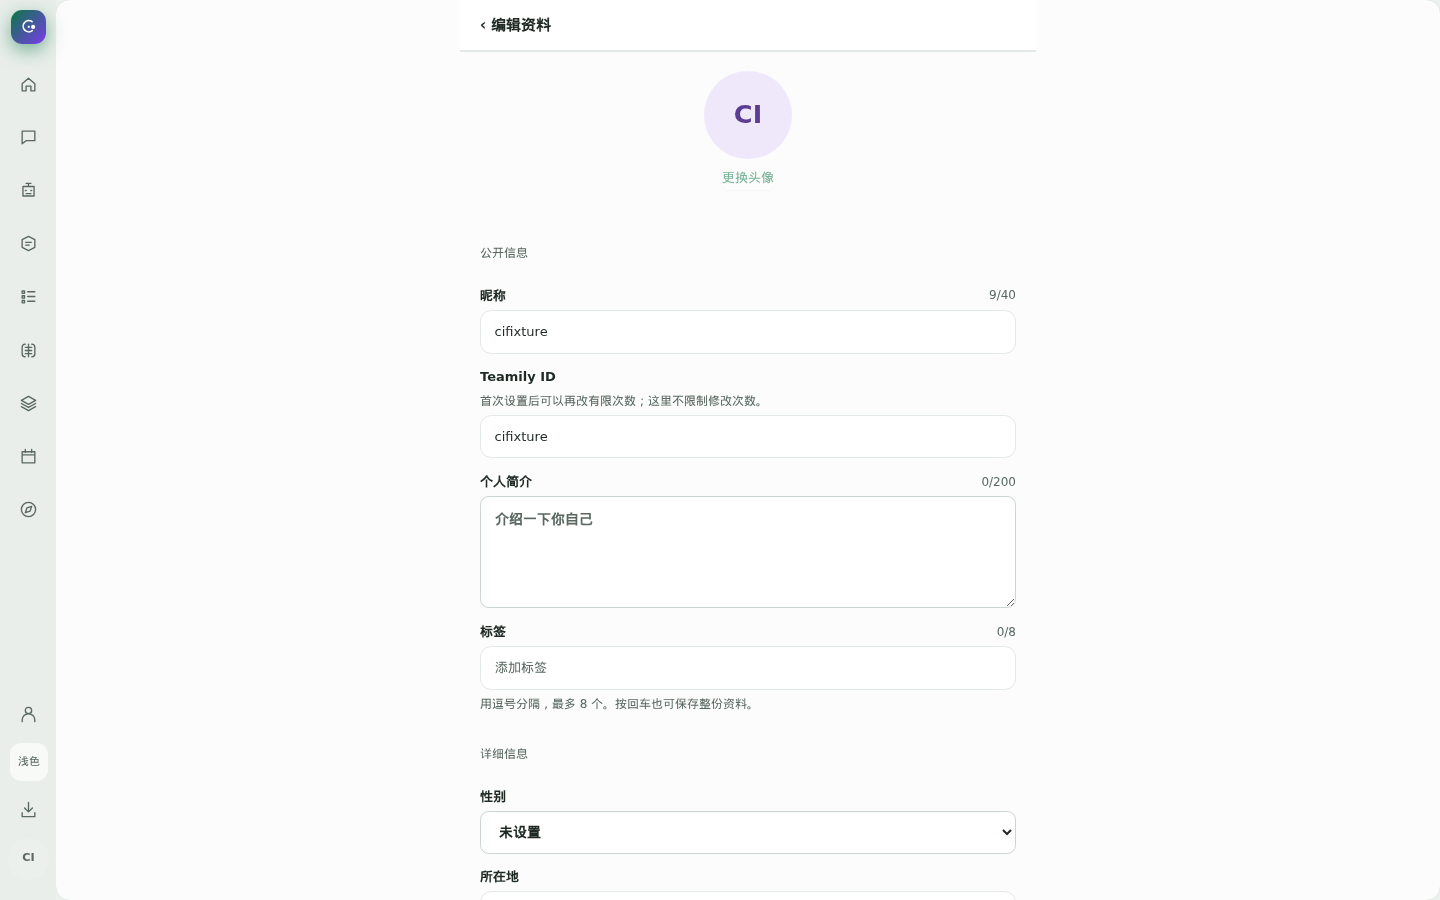 ‹ 编辑资料
CI
更换头像
公开信息
昵称 9/40
cifixture
Teamily ID
首次设置后可以再改有限次数；这里不限制修改次数。
cifixture
个人简介 0/200
介绍一下你自己
标签 0/8
添加标签
用逗号分隔，最多 8 个。按回车也可保存整份资料。
详细信息
性别
未设置
所在地
浅色
CI